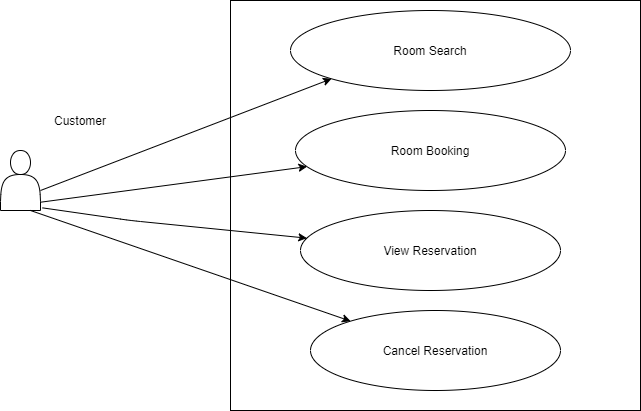 Room Search
Customer
Room Booking
View Reservation
Cancel Reservation